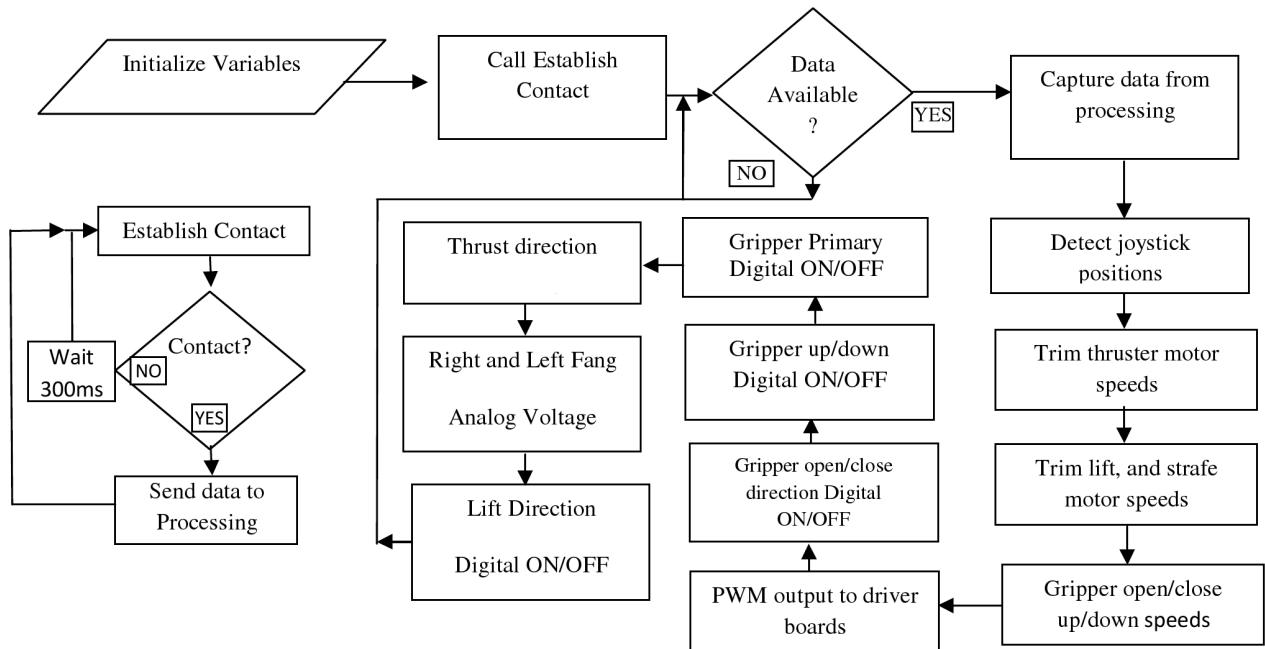 Initialize Variables
Call Establish
Contact
Data
Available
?
YES
NO
Capture data from
processing
Detect joystick
positions
Trim thruster motor
speeds
Trim lift, and strafe
motor speeds
Gripper open/close
up/down speeds
PWM output to driver
boards
Gripper open/close
direction Digital
ON/OFF
Gripper up/down
Digital ON/OFF
Gripper Primary
Digital ON/OFF
Thrust direction
Right and Left Fang
Analog Voltage
Lift Direction
Digital ON/OFF
Establish Contact
Contact?
NO
YES
Wait
300ms
Send data to
Processing